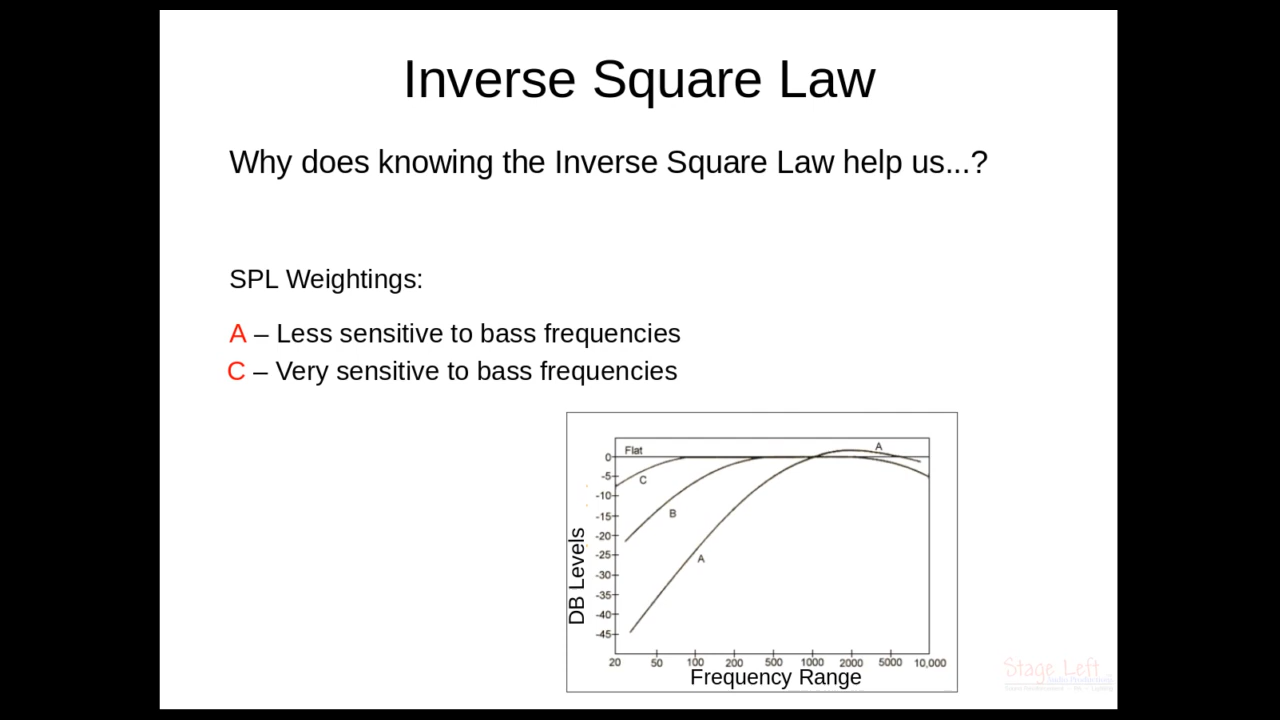 Inverse Square Law
Why does knowing the Inverse Square Law help us...?
SPL Weightings:
A – Less sensitive to bass frequencies
C – Very sensitive to bass frequencies
Flat
A
C
B
A
0
-5
-10
-15
-20
-25
-30
-35
-40
-45
DB Levels
20 50 100 200 500 1000 2000 5000 10,000
Frequency Range
Stage Left